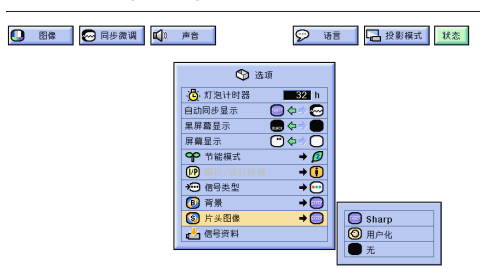 图像
同步微调
声音
语言
投影模式
状态
选项
灯泡计时器 32 h
自动同步显示
黑屏幕显示
屏幕显示
节能模式
信号类型
背景
片头图像
信号资料
Sharp
用户化
无